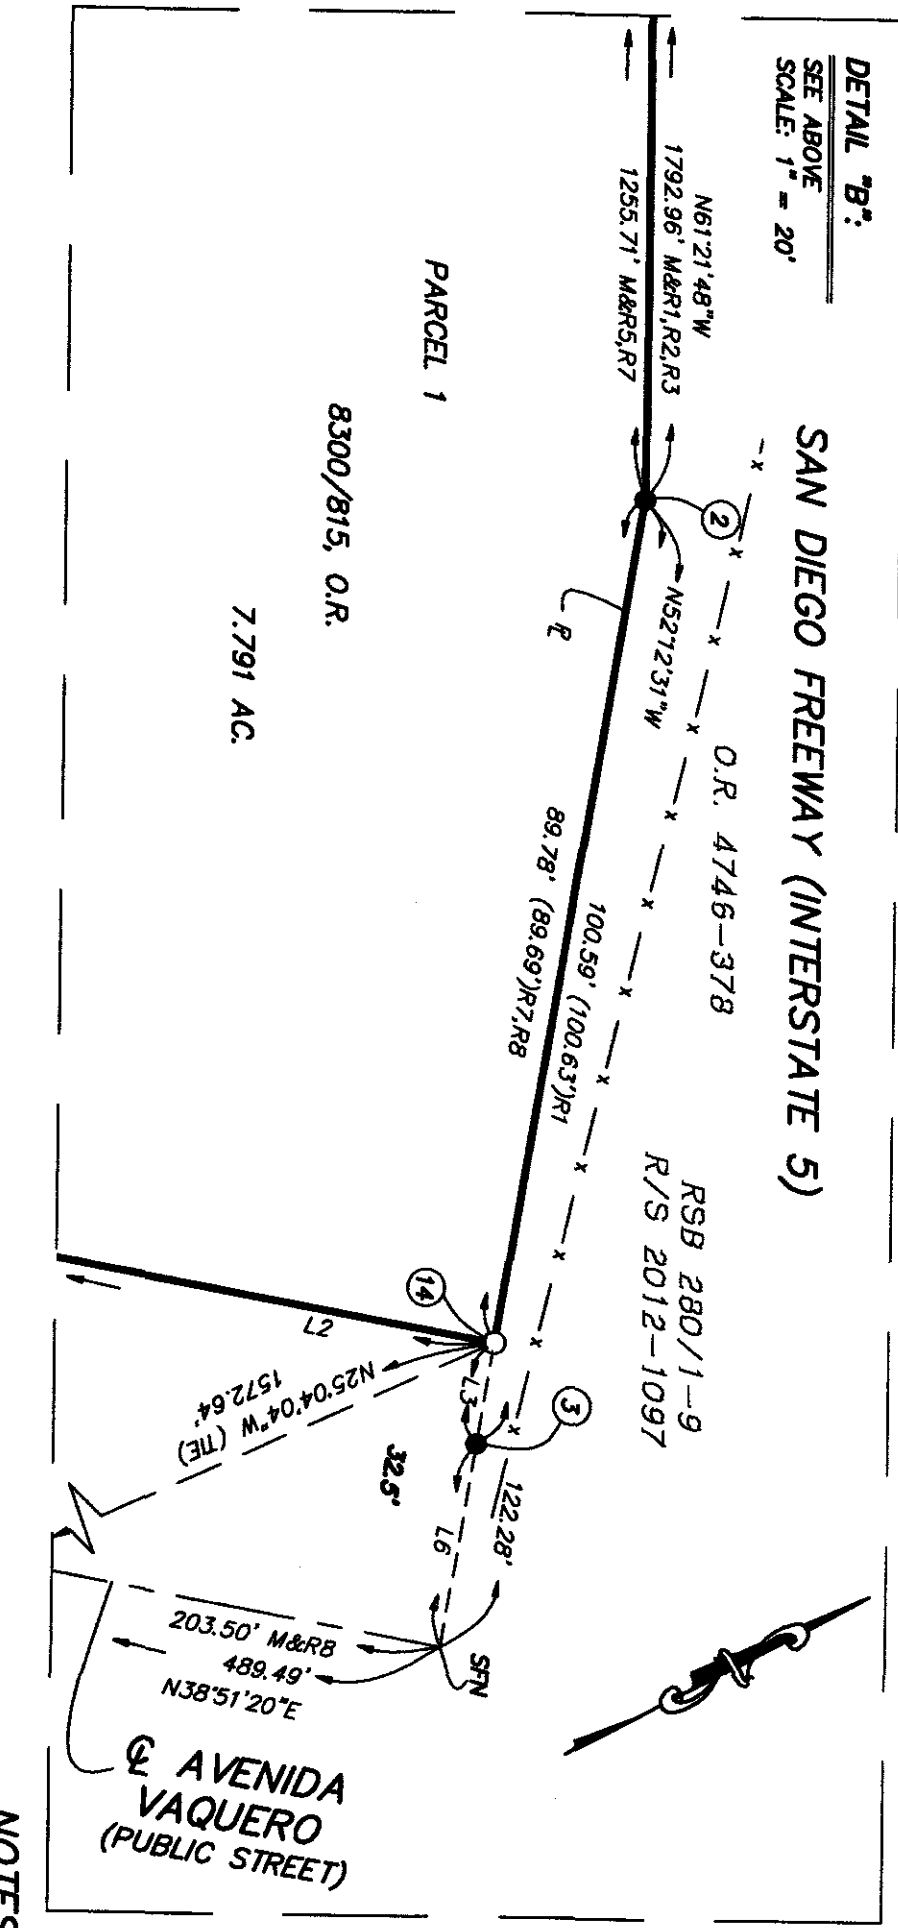 DETAIL "B":
SEE ABOVE
SCALE: 1" = 20'
SAN DIEGO FREEWAY (INTERSTATE 5)
O.R. 4746-378
RSB 280/1-9
R/S 2012-1097
N61°21'48"W
1792.96' M&R1,R2,R3
1255.71' M&R5,R7
2
N52°12'31"W
PL
100.59' (100.63')R1
89.78' (89.69')R7,R8
PARCEL 1
8300/815, O.R.
7.791 AC.
14
3
L2
L3
L6
122.28'
32.5'
N25°04'04"W (TIE)
1572.64'
SFN
203.50' M&R8
489.49'
N38°51'20"E
CL AVENIDA
VAQUERO
(PUBLIC STREET)
N
NOTES